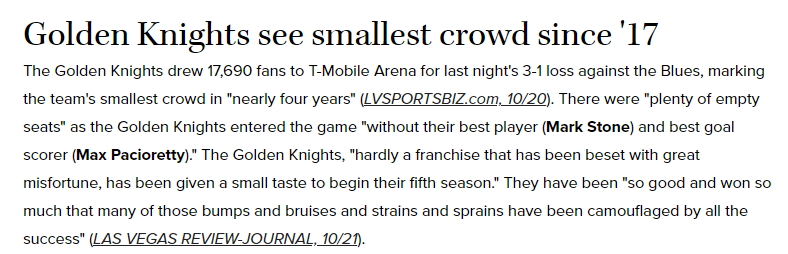 Golden Knights see smallest crowd since '17
The Golden Knights drew 17,690 fans to T-Mobile Arena for last night's 3-1 loss against the Blues, marking
the team's smallest crowd in "nearly four years" (LVSPORTSBIZ.com, 10/20). There were "plenty of empty
seats" as the Golden Knights entered the game "without their best player (Mark Stone) and best goal
scorer (Max Pacioretty)." The Golden Knights, "hardly a franchise that has been beset with great
misfortune, has been given a small taste to begin their fifth season." They have been "so good and won so
much that many of those bumps and bruises and strains and sprains have been camouflaged by all the
success" (LAS VEGAS REVIEW-JOURNAL, 10/21).